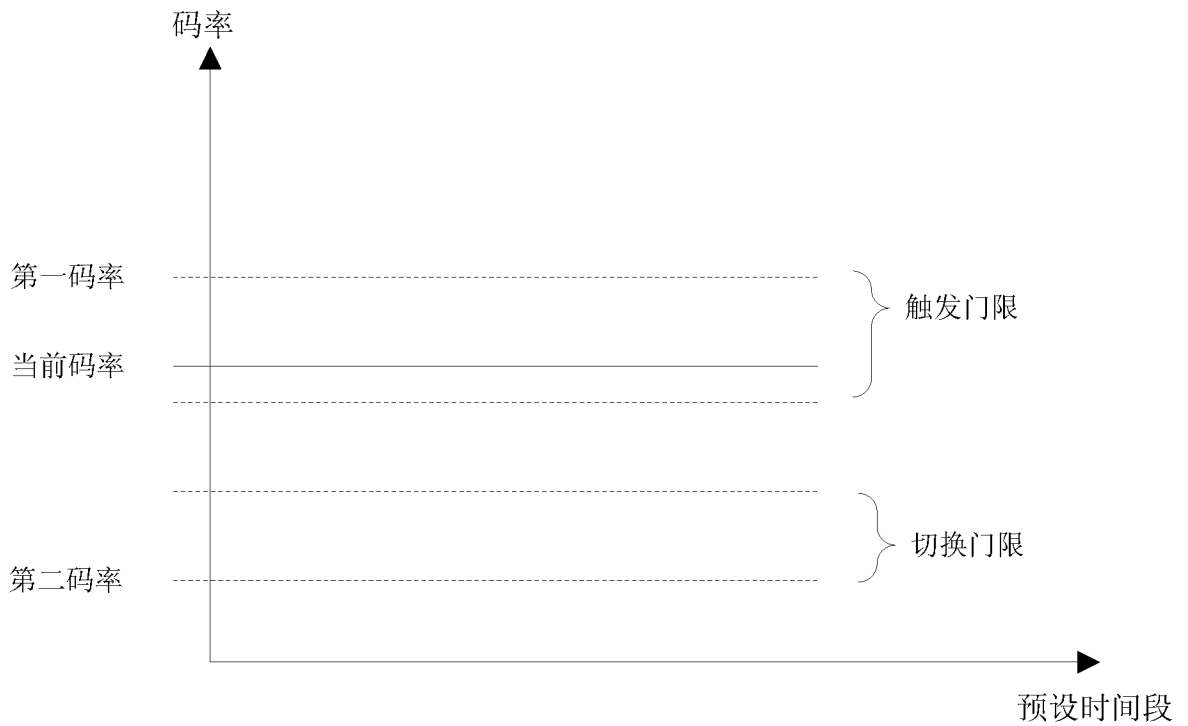 码率
第一码率
触发门限
当前码率
切换门限
第二码率
预设时间段